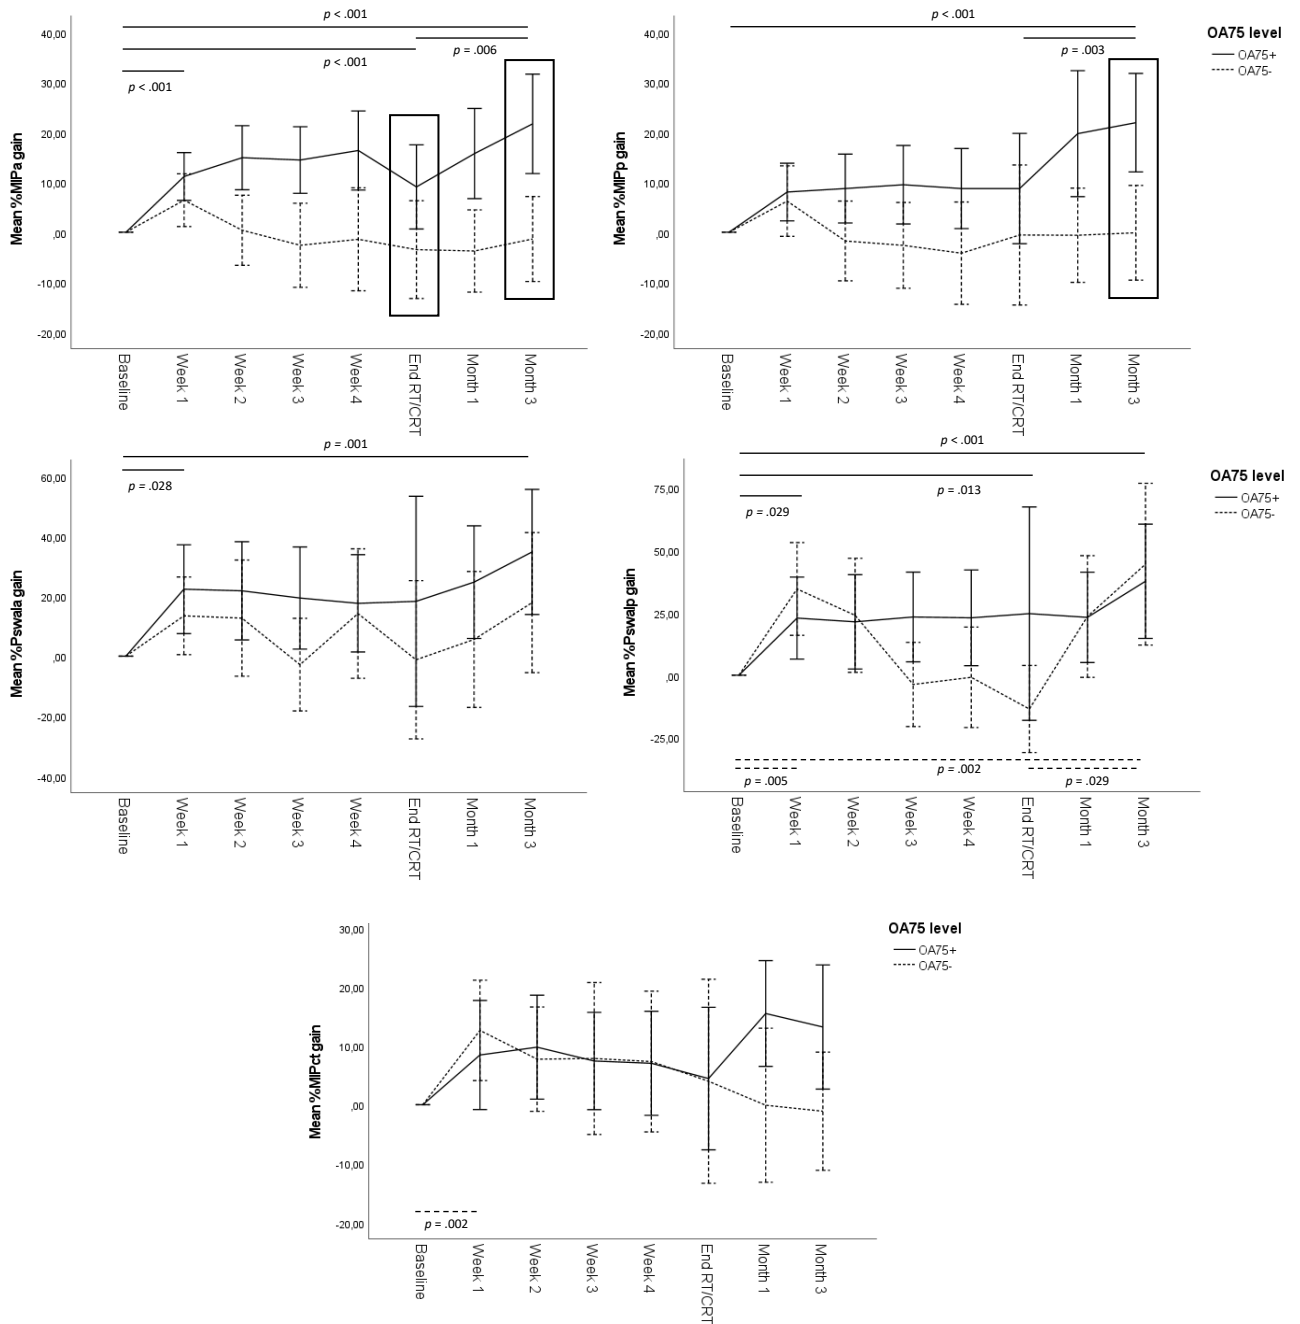 p < .001
p < .001
p = .006
p < .001
40,00
30,00
20,00
10,00
,00
-10,00
-20,00
Mean %MIPa gain
Baseline
Week 1
Week 2
Week 3
Week 4
End RT/CRT
Month 1
Month 3
p < .001
p = .003
40,00
30,00
20,00
10,00
,00
-10,00
-20,00
Mean %MIPp gain
Baseline
Week 1
Week 2
Week 3
Week 4
End RT/CRT
Month 1
Month 3
OA75 level
OA75+
OA75-
p = .001
p = .028
60,00
40,00
20,00
,00
-20,00
-40,00
Mean %Pswala gain
Baseline
Week 1
Week 2
Week 3
Week 4
End RT/CRT
Month 1
Month 3
p < .001
p = .013
p = .029
75,00
50,00
25,00
,00
-25,00
Mean %Pswalp gain
p = .002
p = .005
p = .029
Baseline
Week 1
Week 2
Week 3
Week 4
End RT/CRT
Month 1
Month 3
OA75 level
OA75+
OA75-
30,00
20,00
10,00
,00
-10,00
-20,00
Mean %MIPct gain
p = .002
Baseline
Week 1
Week 2
Week 3
Week 4
End RT/CRT
Month 1
Month 3
OA75 level
OA75+
OA75-